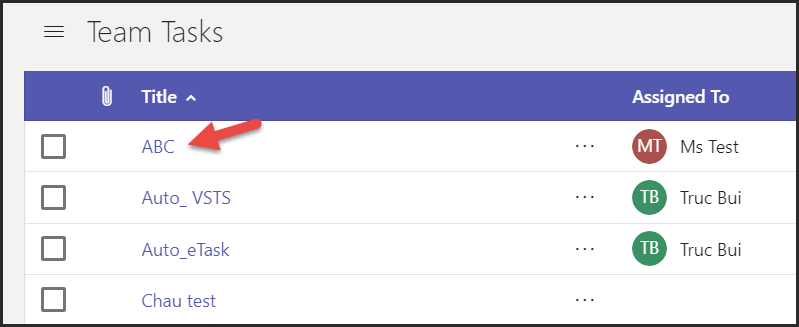 Team Tasks
Title Assigned To
ABC ... MT Ms Test
Auto_ VSTS ... TB Truc Bui
Auto_eTask ... TB Truc Bui
Chau test ...